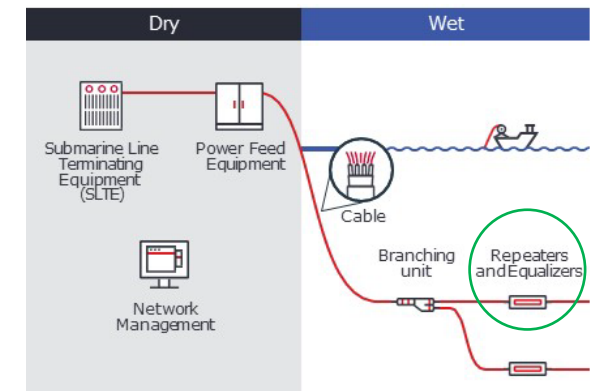 Dry
Wet
Submarine Line
Terminating
Equipment
(SLTE)
Power Feed
Equipment
Cable
Branching
unit
Repeaters
and Equalizers
Network
Management